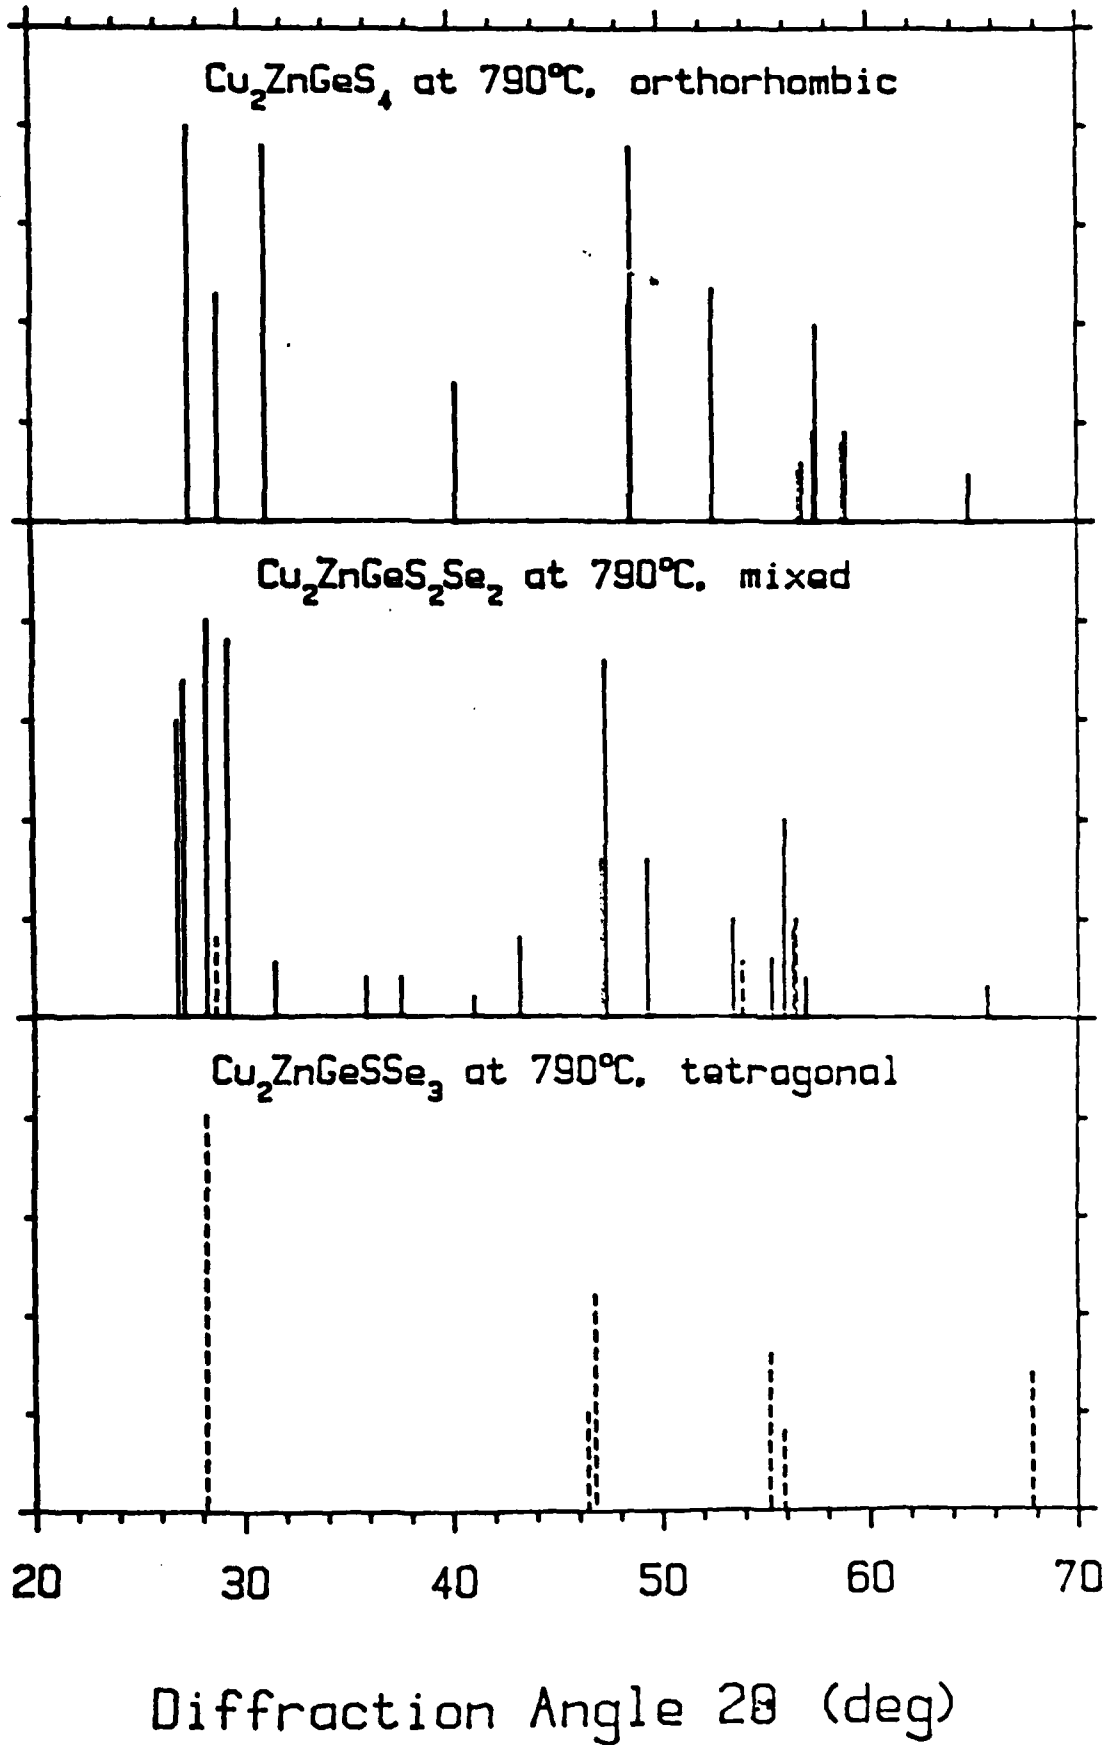 Cu₂ZnGeS₄ at 790°C. orthorhombic
Cu₂ZnGeS₂Se₂ at 790°C. mixed
Cu₂ZnGeSSe₃ at 790°C. tetragonal
20 30 40 50 60 70
Diffraction Angle 2θ (deg)